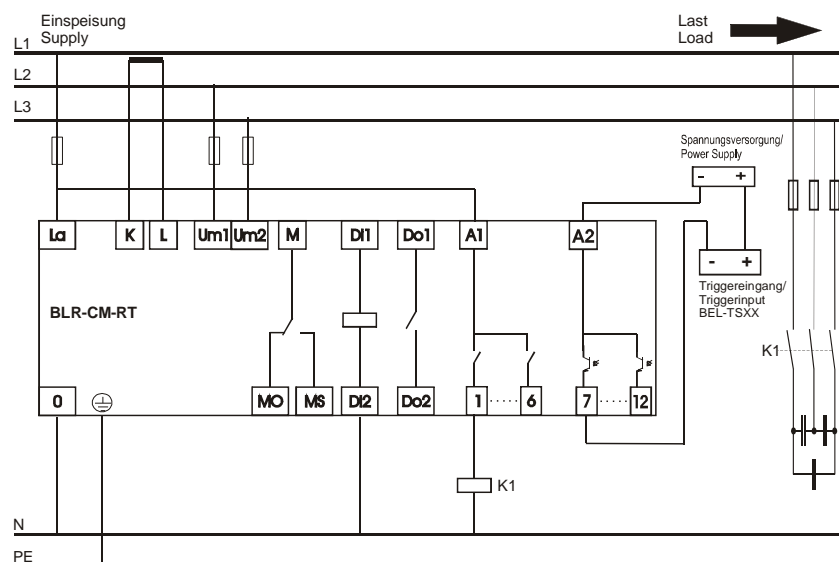 Einspeisung
Supply
Last
Load
L1
L2
L3
Spannungsversorgung/
Power Supply
- +
La K L Um1 Um2 M DI1 Do1 A1 A2
- +
Triggereingang/
Triggerinput
BEL-TSXX
BLR-CM-RT
K1
0 MO MS DI2 Do2 1 ..... 6 7 ..... 12
K1
N
PE